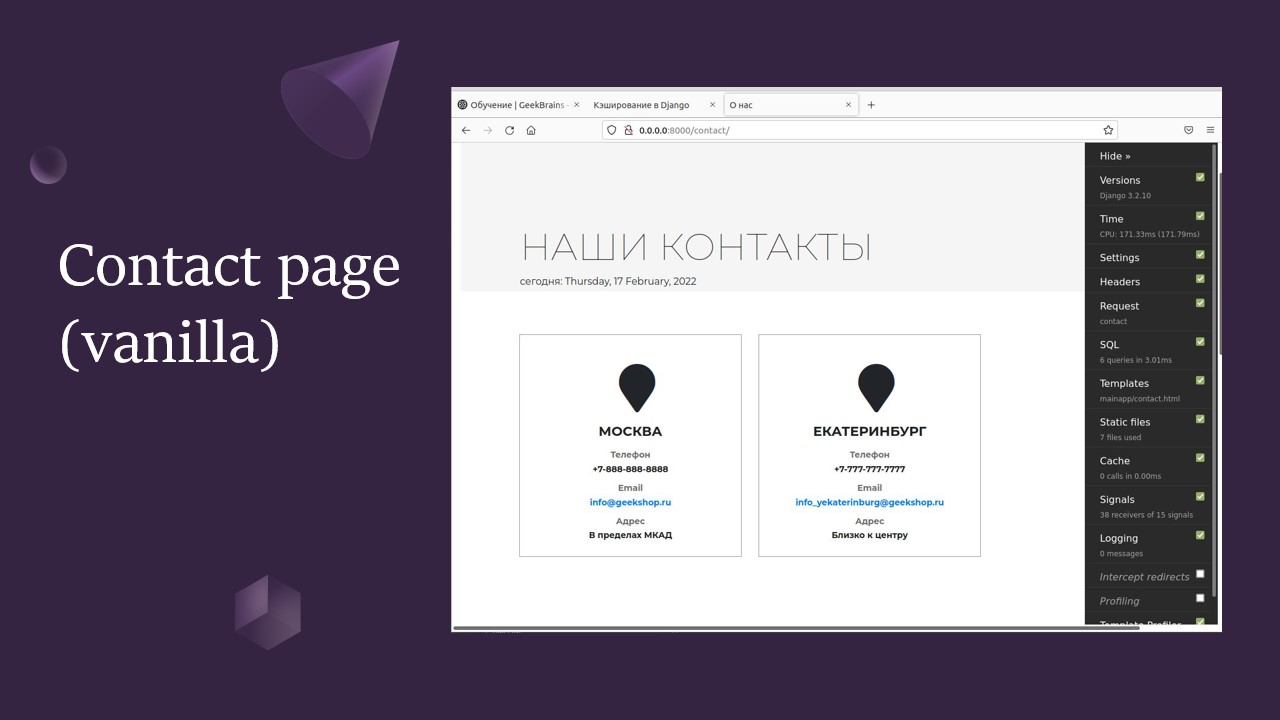 Contact page
(vanilla)
Обучение | GeekBrains -
Кэширование в Django
О нас
0.0.0.0:8000/contact/
НАШИ КОНТАКТЫ
сегодня: Thursday, 17 February, 2022
МОСКВА
Телефон
+7-888-888-8888
Email
info@geekshop.ru
Адрес
В пределах МКАД
ЕКАТЕРИНБУРГ
Телефон
+7-777-777-7777
Email
info_yekaterinburg@geekshop.ru
Адрес
Близко к центру
Hide »
Versions
Django 3.2.10
Time
CPU: 171.33ms (171.79ms)
Settings
Headers
Request
contact
SQL
6 queries in 3.01ms
Templates
mainapp/contact.html
Static files
7 files used
Cache
0 calls in 0.00ms
Signals
38 receivers of 15 signals
Logging
0 messages
Intercept redirects
Profiling
Template Profiler